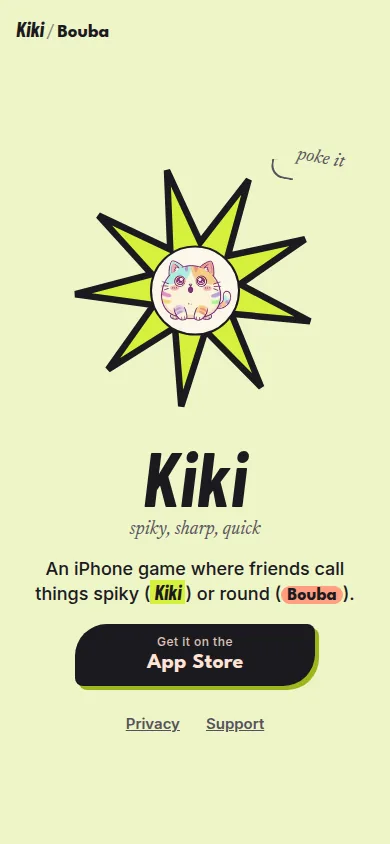 Kiki / Bouba
poke it
Kiki
spiky, sharp, quick
An iPhone game where friends call
things spiky (Kiki) or round (Bouba).
Get it on the
App Store
Privacy Support